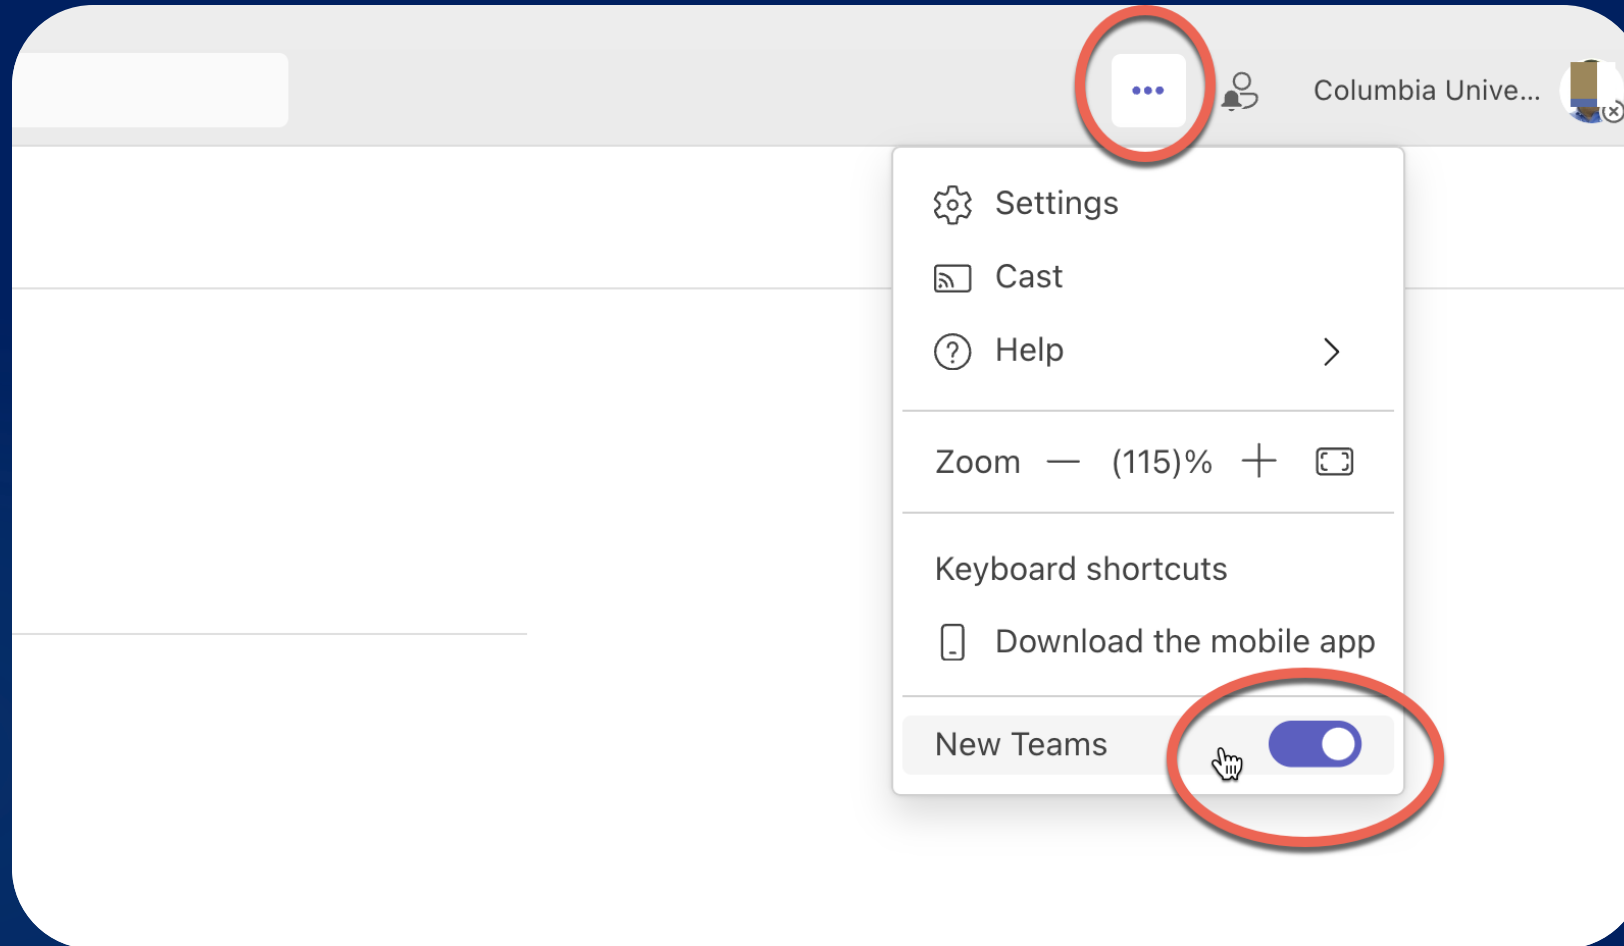 Columbia Unive...
Settings
Cast
Help
Zoom — (115)% +
Keyboard shortcuts
Download the mobile app
New Teams